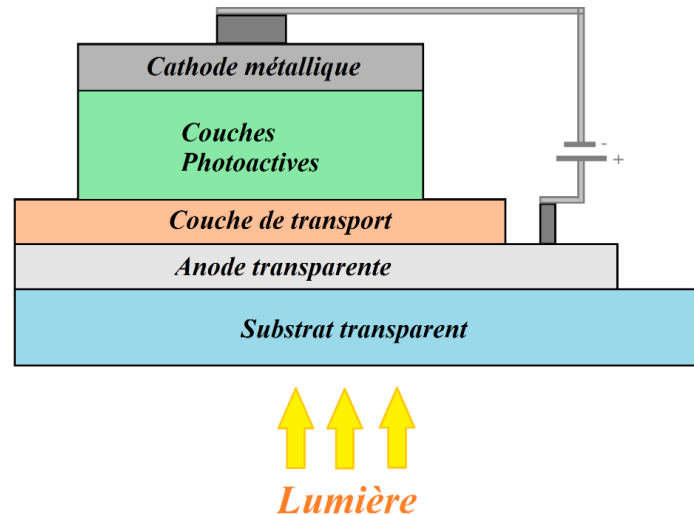 Cathode métallique
Couches
Photoactives
-
+
Couche de transport
Anode transparente
Substrat transparent
Lumière